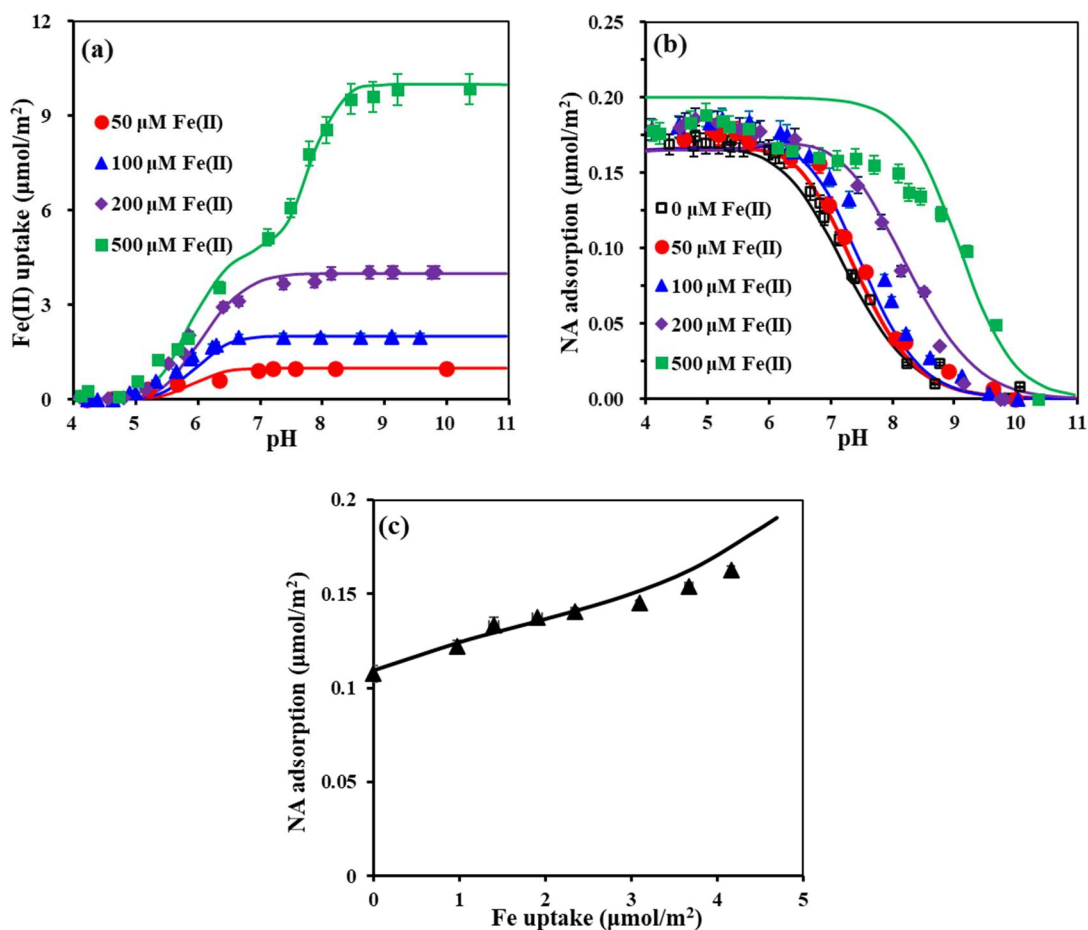 (a)
Fe(II) uptake (µmol/m²)
12
9
6
3
0
50 µM Fe(II)
100 µM Fe(II)
200 µM Fe(II)
500 µM Fe(II)
4 5 6 7 8 9 10 11
pH
(b)
NA adsorption (µmol/m²)
0.25
0.20
0.15
0.10
0.05
0.00
0 µM Fe(II)
50 µM Fe(II)
100 µM Fe(II)
200 µM Fe(II)
500 µM Fe(II)
4 5 6 7 8 9 10 11
pH
(c)
NA adsorption (µmol/m²)
0.2
0.15
0.1
0.05
0
0 1 2 3 4 5
Fe uptake (µmol/m²)